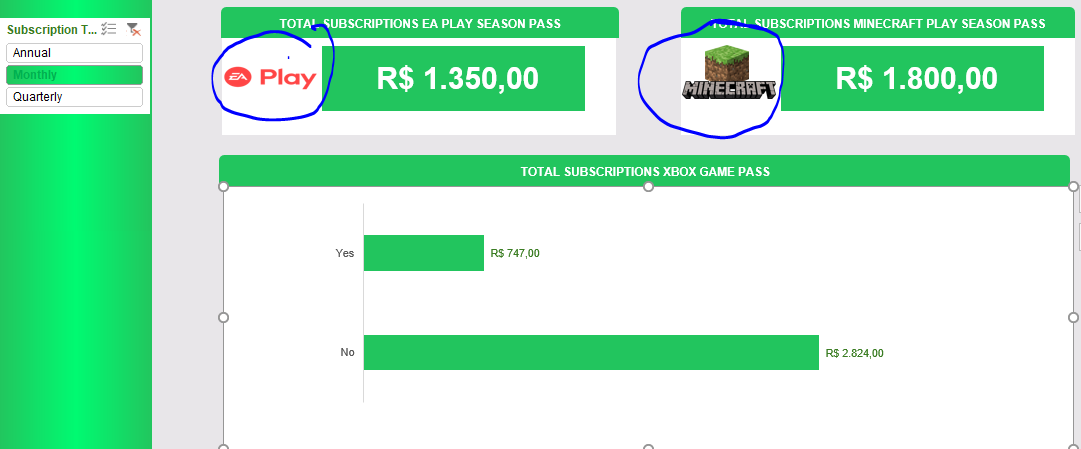 Subscription T...
Annual
Monthly
Quarterly
TOTAL SUBSCRIPTIONS EA PLAY SEASON PASS
EA Play
R$ 1.350,00
TOTAL SUBSCRIPTIONS MINECRAFT PLAY SEASON PASS
MINECRAFT
R$ 1.800,00
TOTAL SUBSCRIPTIONS XBOX GAME PASS
Yes R$ 747,00
No R$ 2.824,00